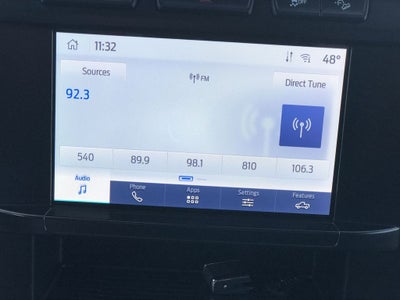 11:32 48°
Sources FM Direct Tune
92.3
540 89.9 98.1 810 106.3
Audio Phone Apps Settings Features